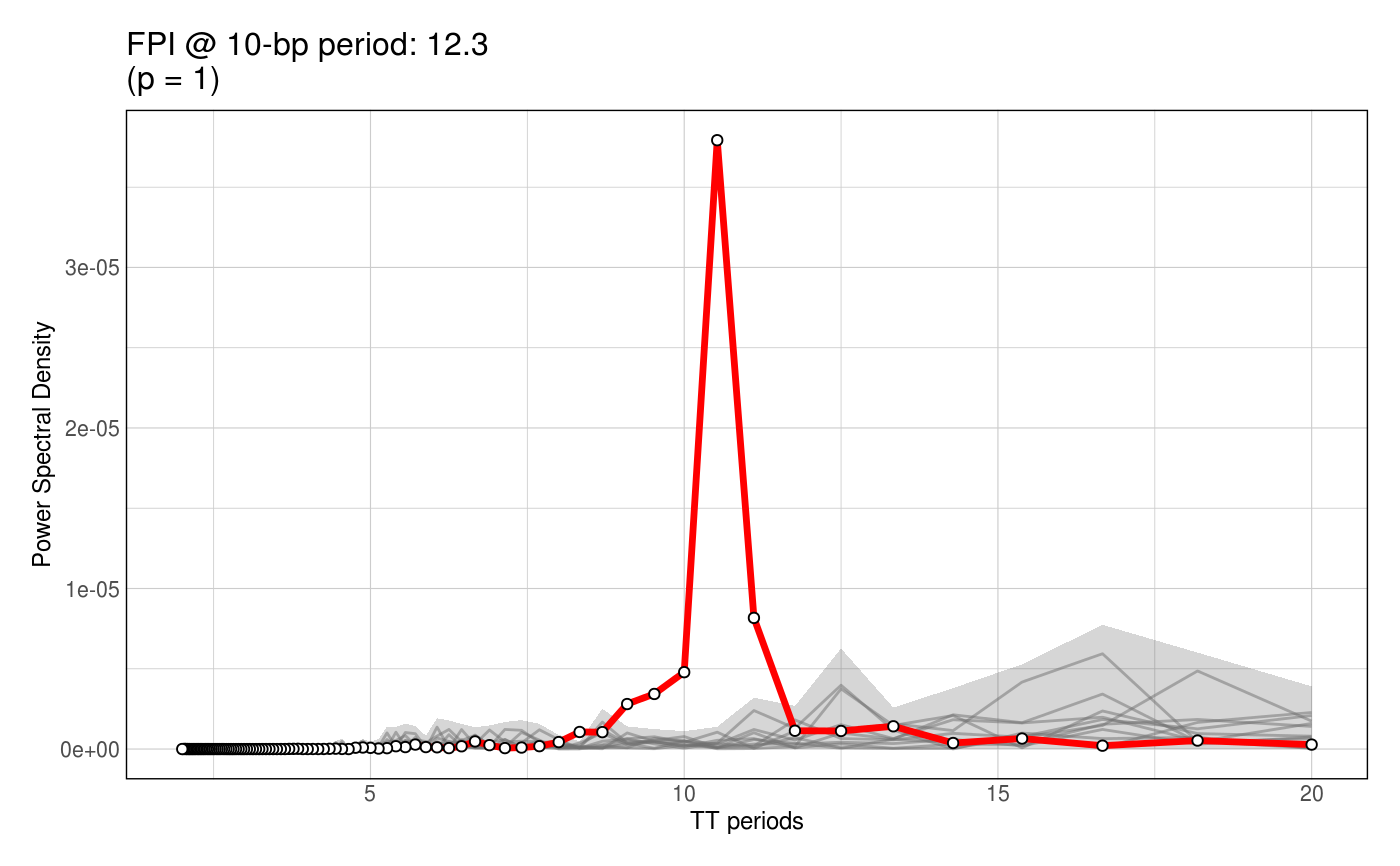 FPI @ 10-bp period: 12.3
(p = 1)
Power Spectral Density
3e-05
2e-05
1e-05
0e+00
5
10
15
20
TT periods